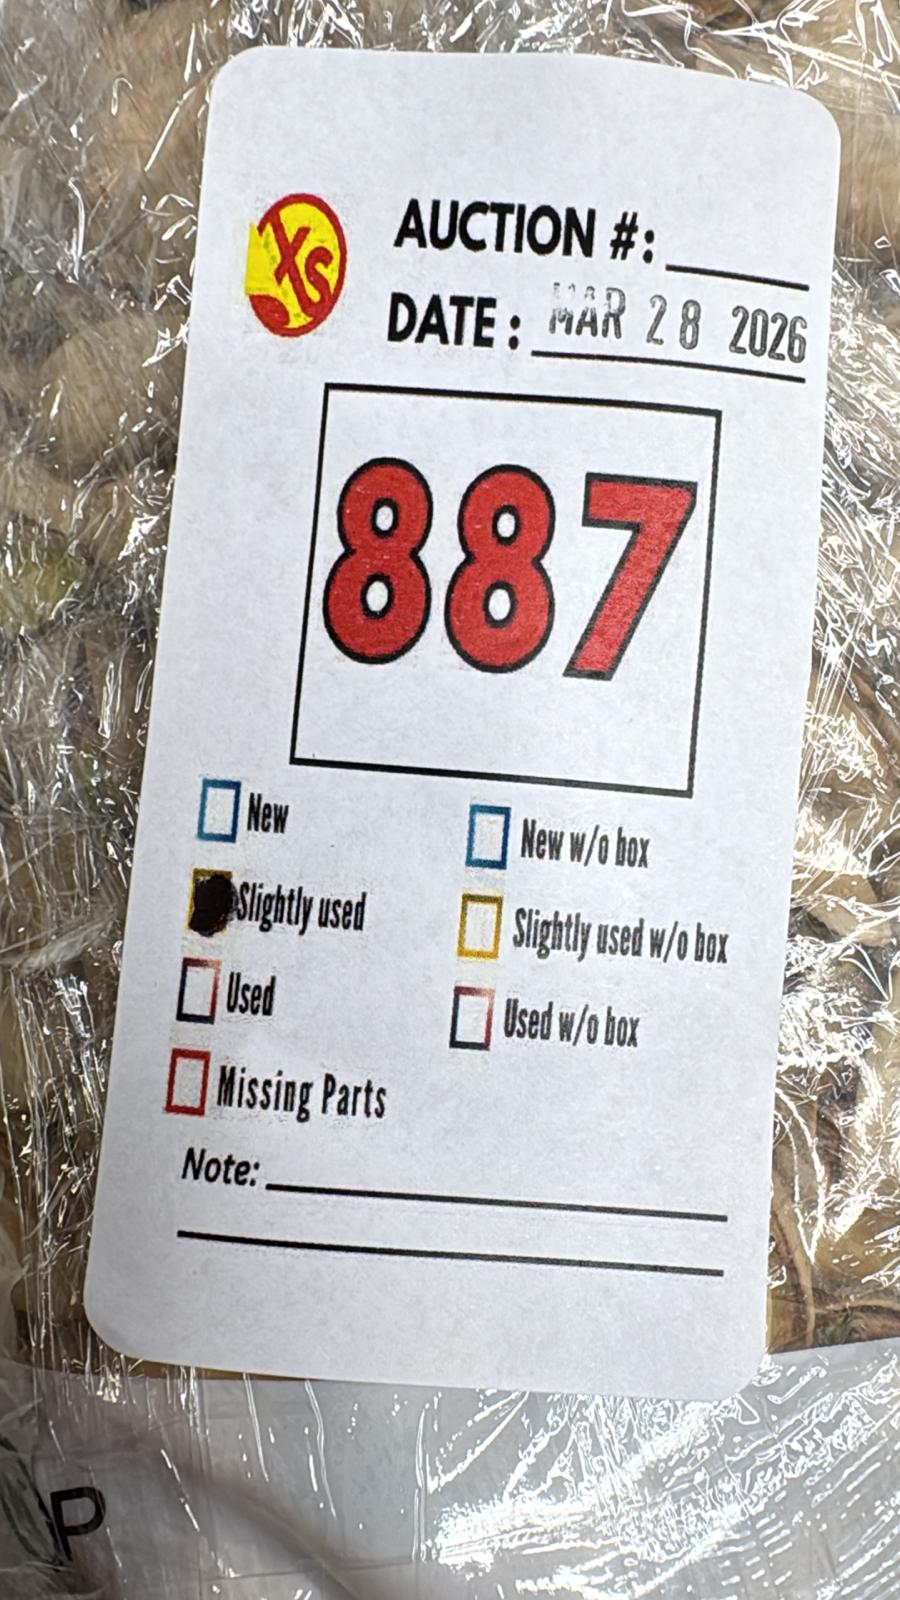 XS
AUCTION #:
DATE: MAR 28 2026
887
New
New w/o box
Slightly used
Slightly used w/o box
Used
Used w/o box
Missing Parts
Note:
P